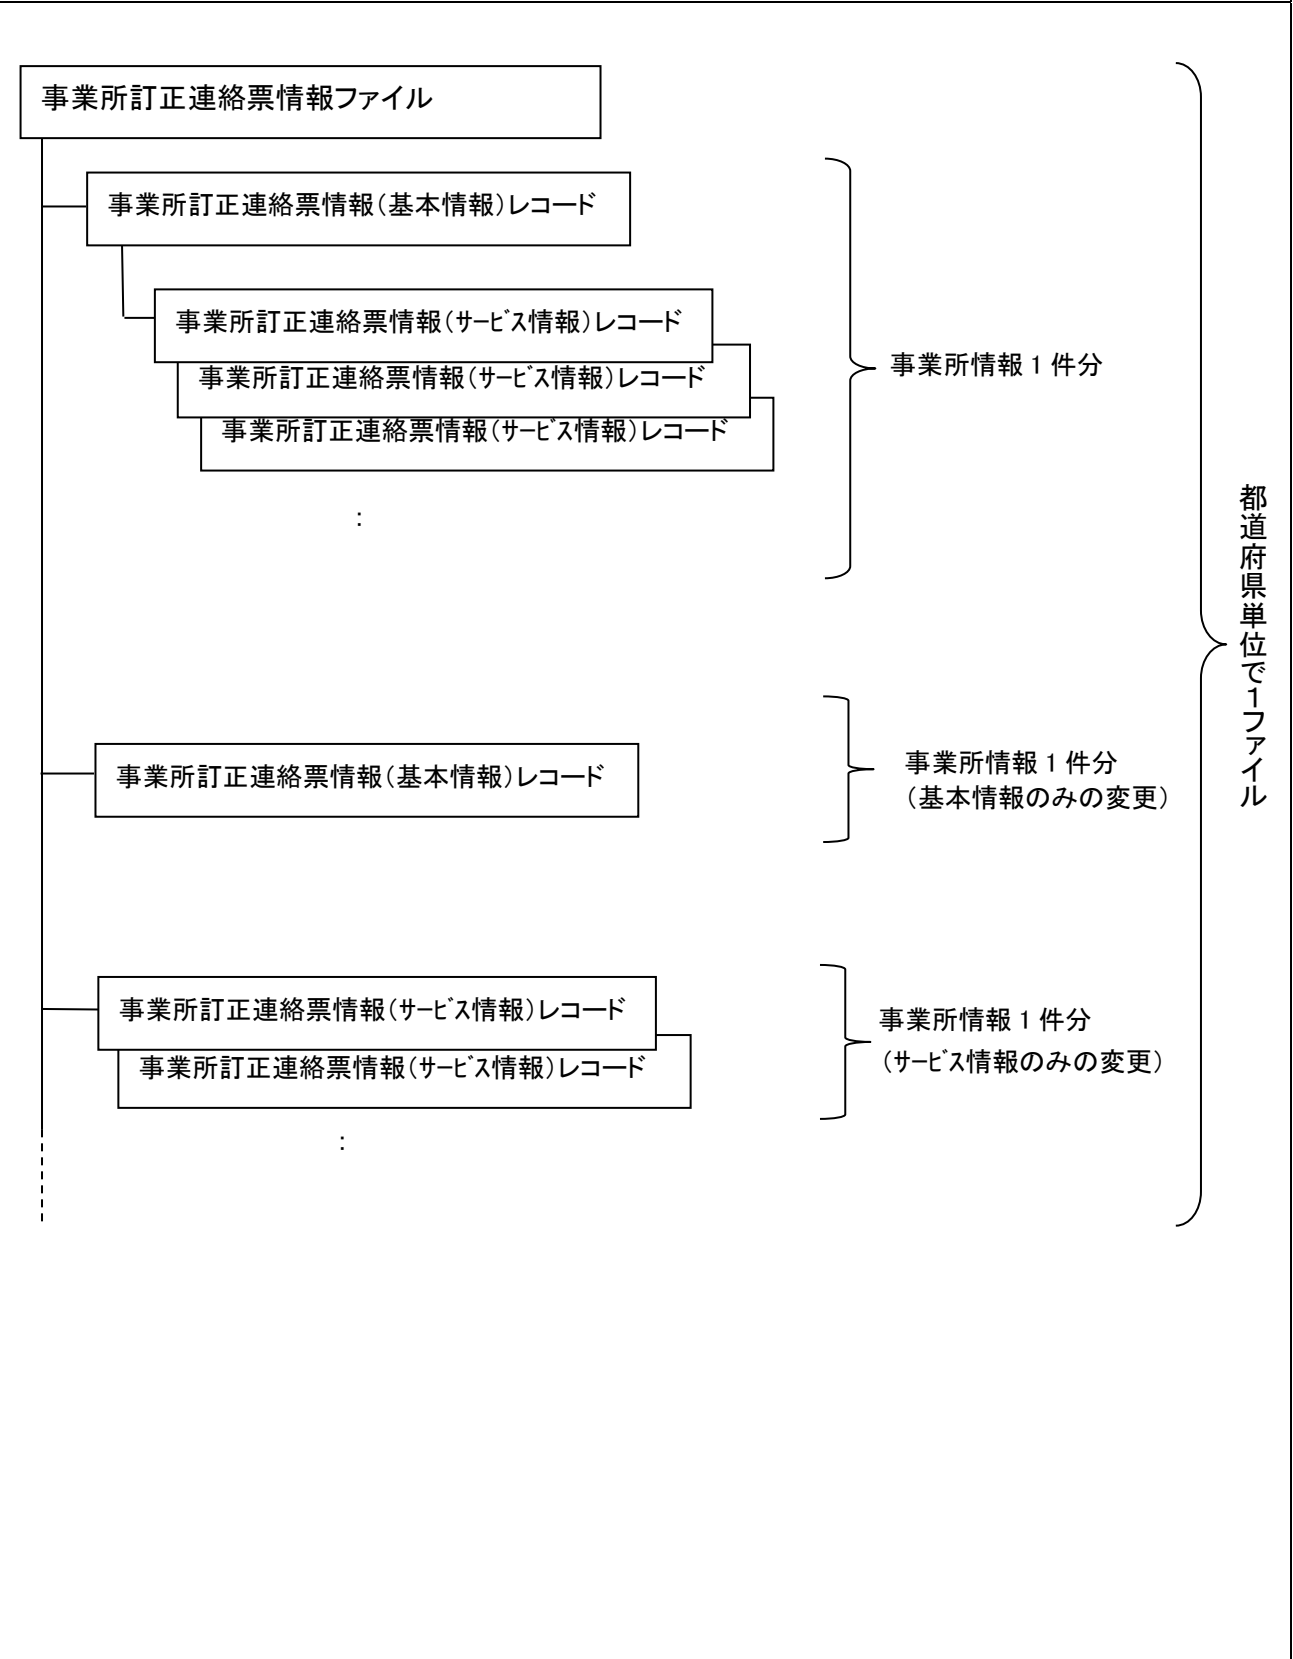 事業所訂正連絡票情報ファイル
事業所訂正連絡票情報（基本情報）レコード
事業所訂正連絡票情報（ｻｰﾋﾞｽ情報）レコード
事業所訂正連絡票情報（ｻｰﾋﾞｽ情報）レコード
事業所訂正連絡票情報（ｻｰﾋﾞｽ情報）レコード
：
事業所情報１件分
事業所訂正連絡票情報（基本情報）レコード
事業所情報１件分
（基本情報のみの変更）
事業所訂正連絡票情報（ｻｰﾋﾞｽ情報）レコード
事業所訂正連絡票情報（ｻｰﾋﾞｽ情報）レコード
：
事業所情報１件分
（ｻｰﾋﾞｽ情報のみの変更）
都道府県単位で１ファイル